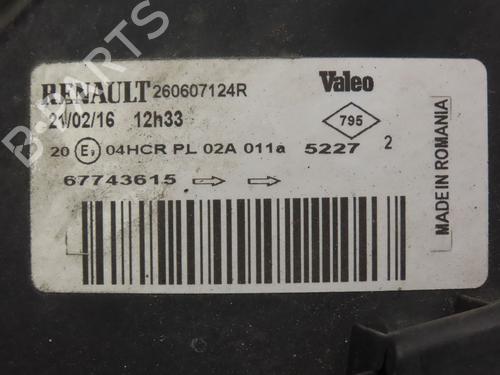 RENAULT 260607124R Valeo
21/02/16 12h33 795
20 E9 04HCR PL 02A 011a 5227 2
67743615
MADE IN ROMANIA
B-PARTS